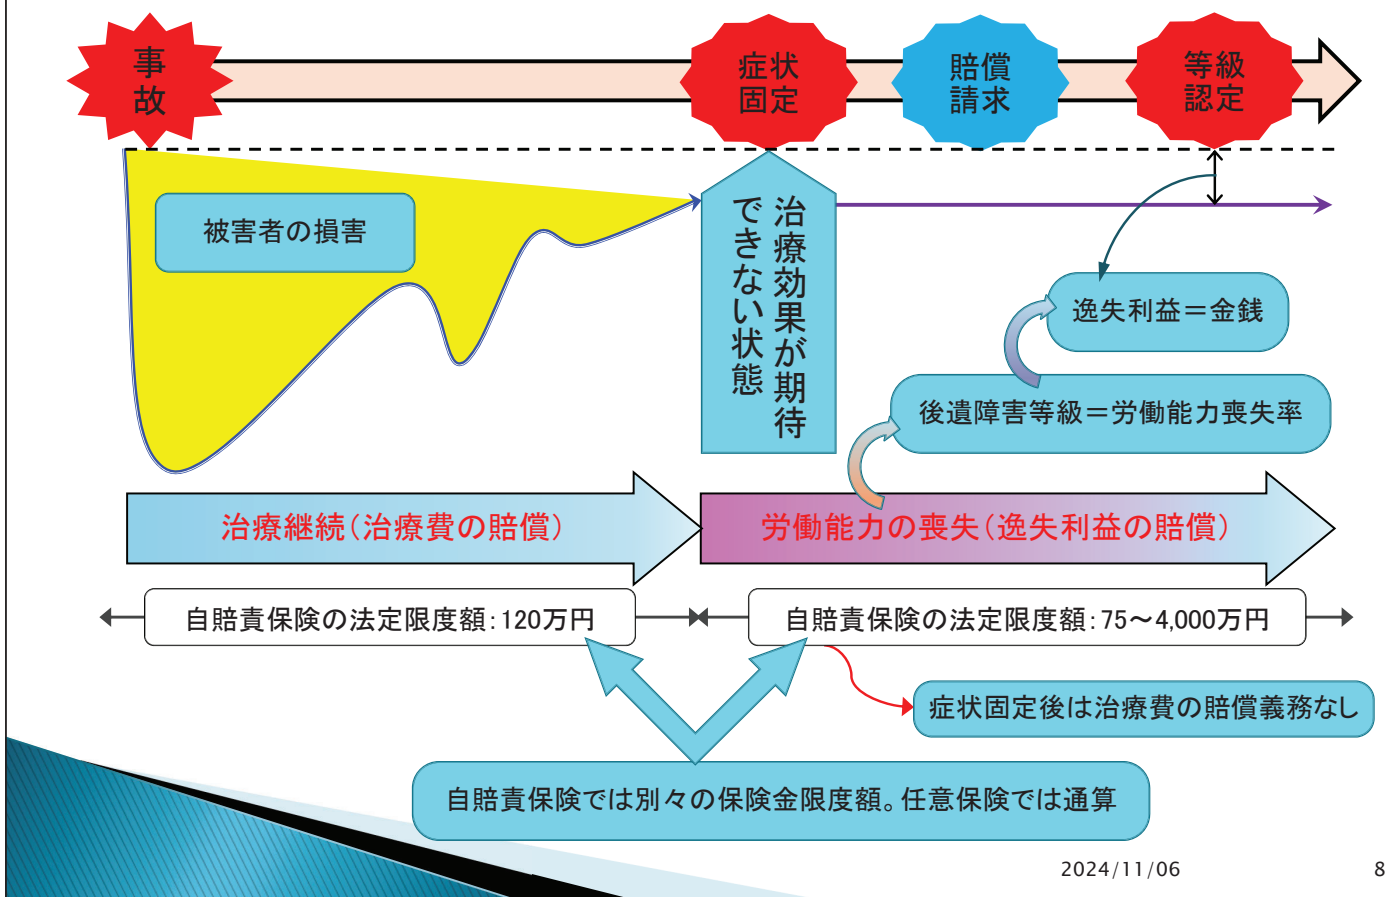 事
故
症状
固定
賠償
請求
等級
認定
被害者の損害
治療効果が期待
できない状態
逸失利益＝金銭
後遺障害等級＝労働能力喪失率
治療継続（治療費の賠償）
労働能力の喪失（逸失利益の賠償）
自賠責保険の法定限度額：120万円
自賠責保険の法定限度額：75～4,000万円
症状固定後は治療費の賠償義務なし
自賠責保険では別々の保険金限度額。任意保険では通算
2024/11/06
8